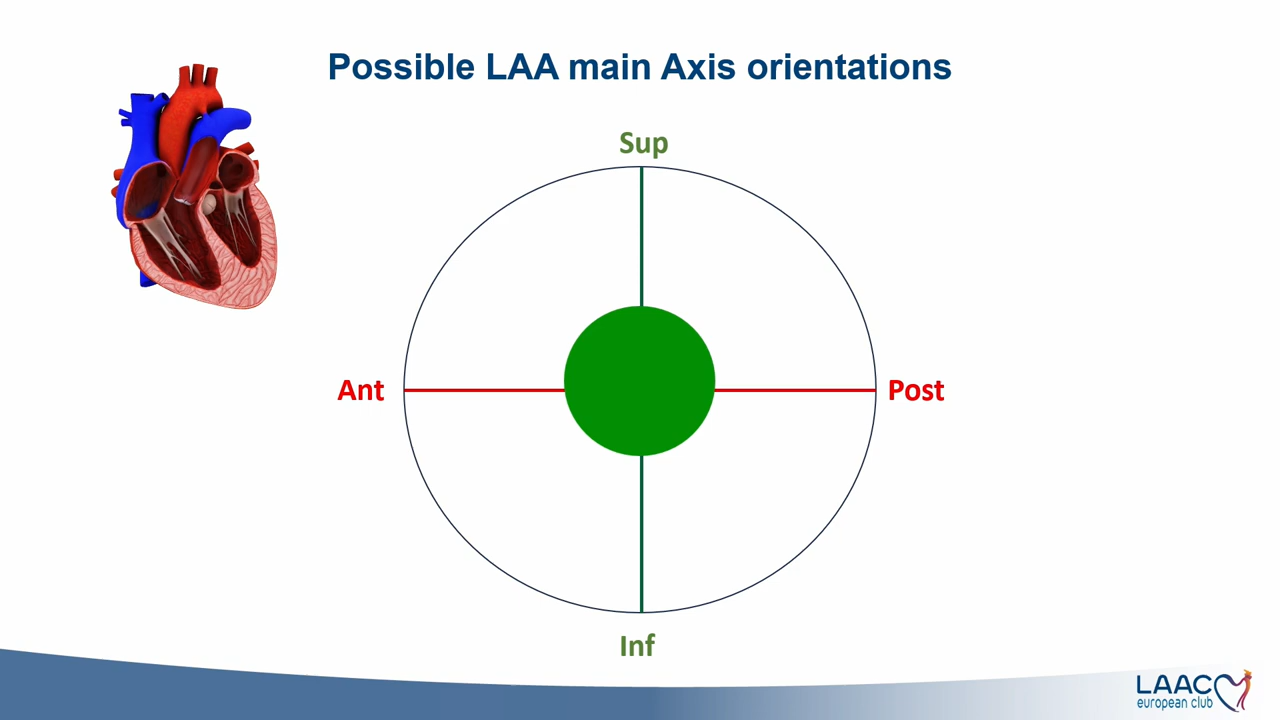 Possible LAA main Axis orientations
Sup
Ant
Post
Inf
LAAC
european club